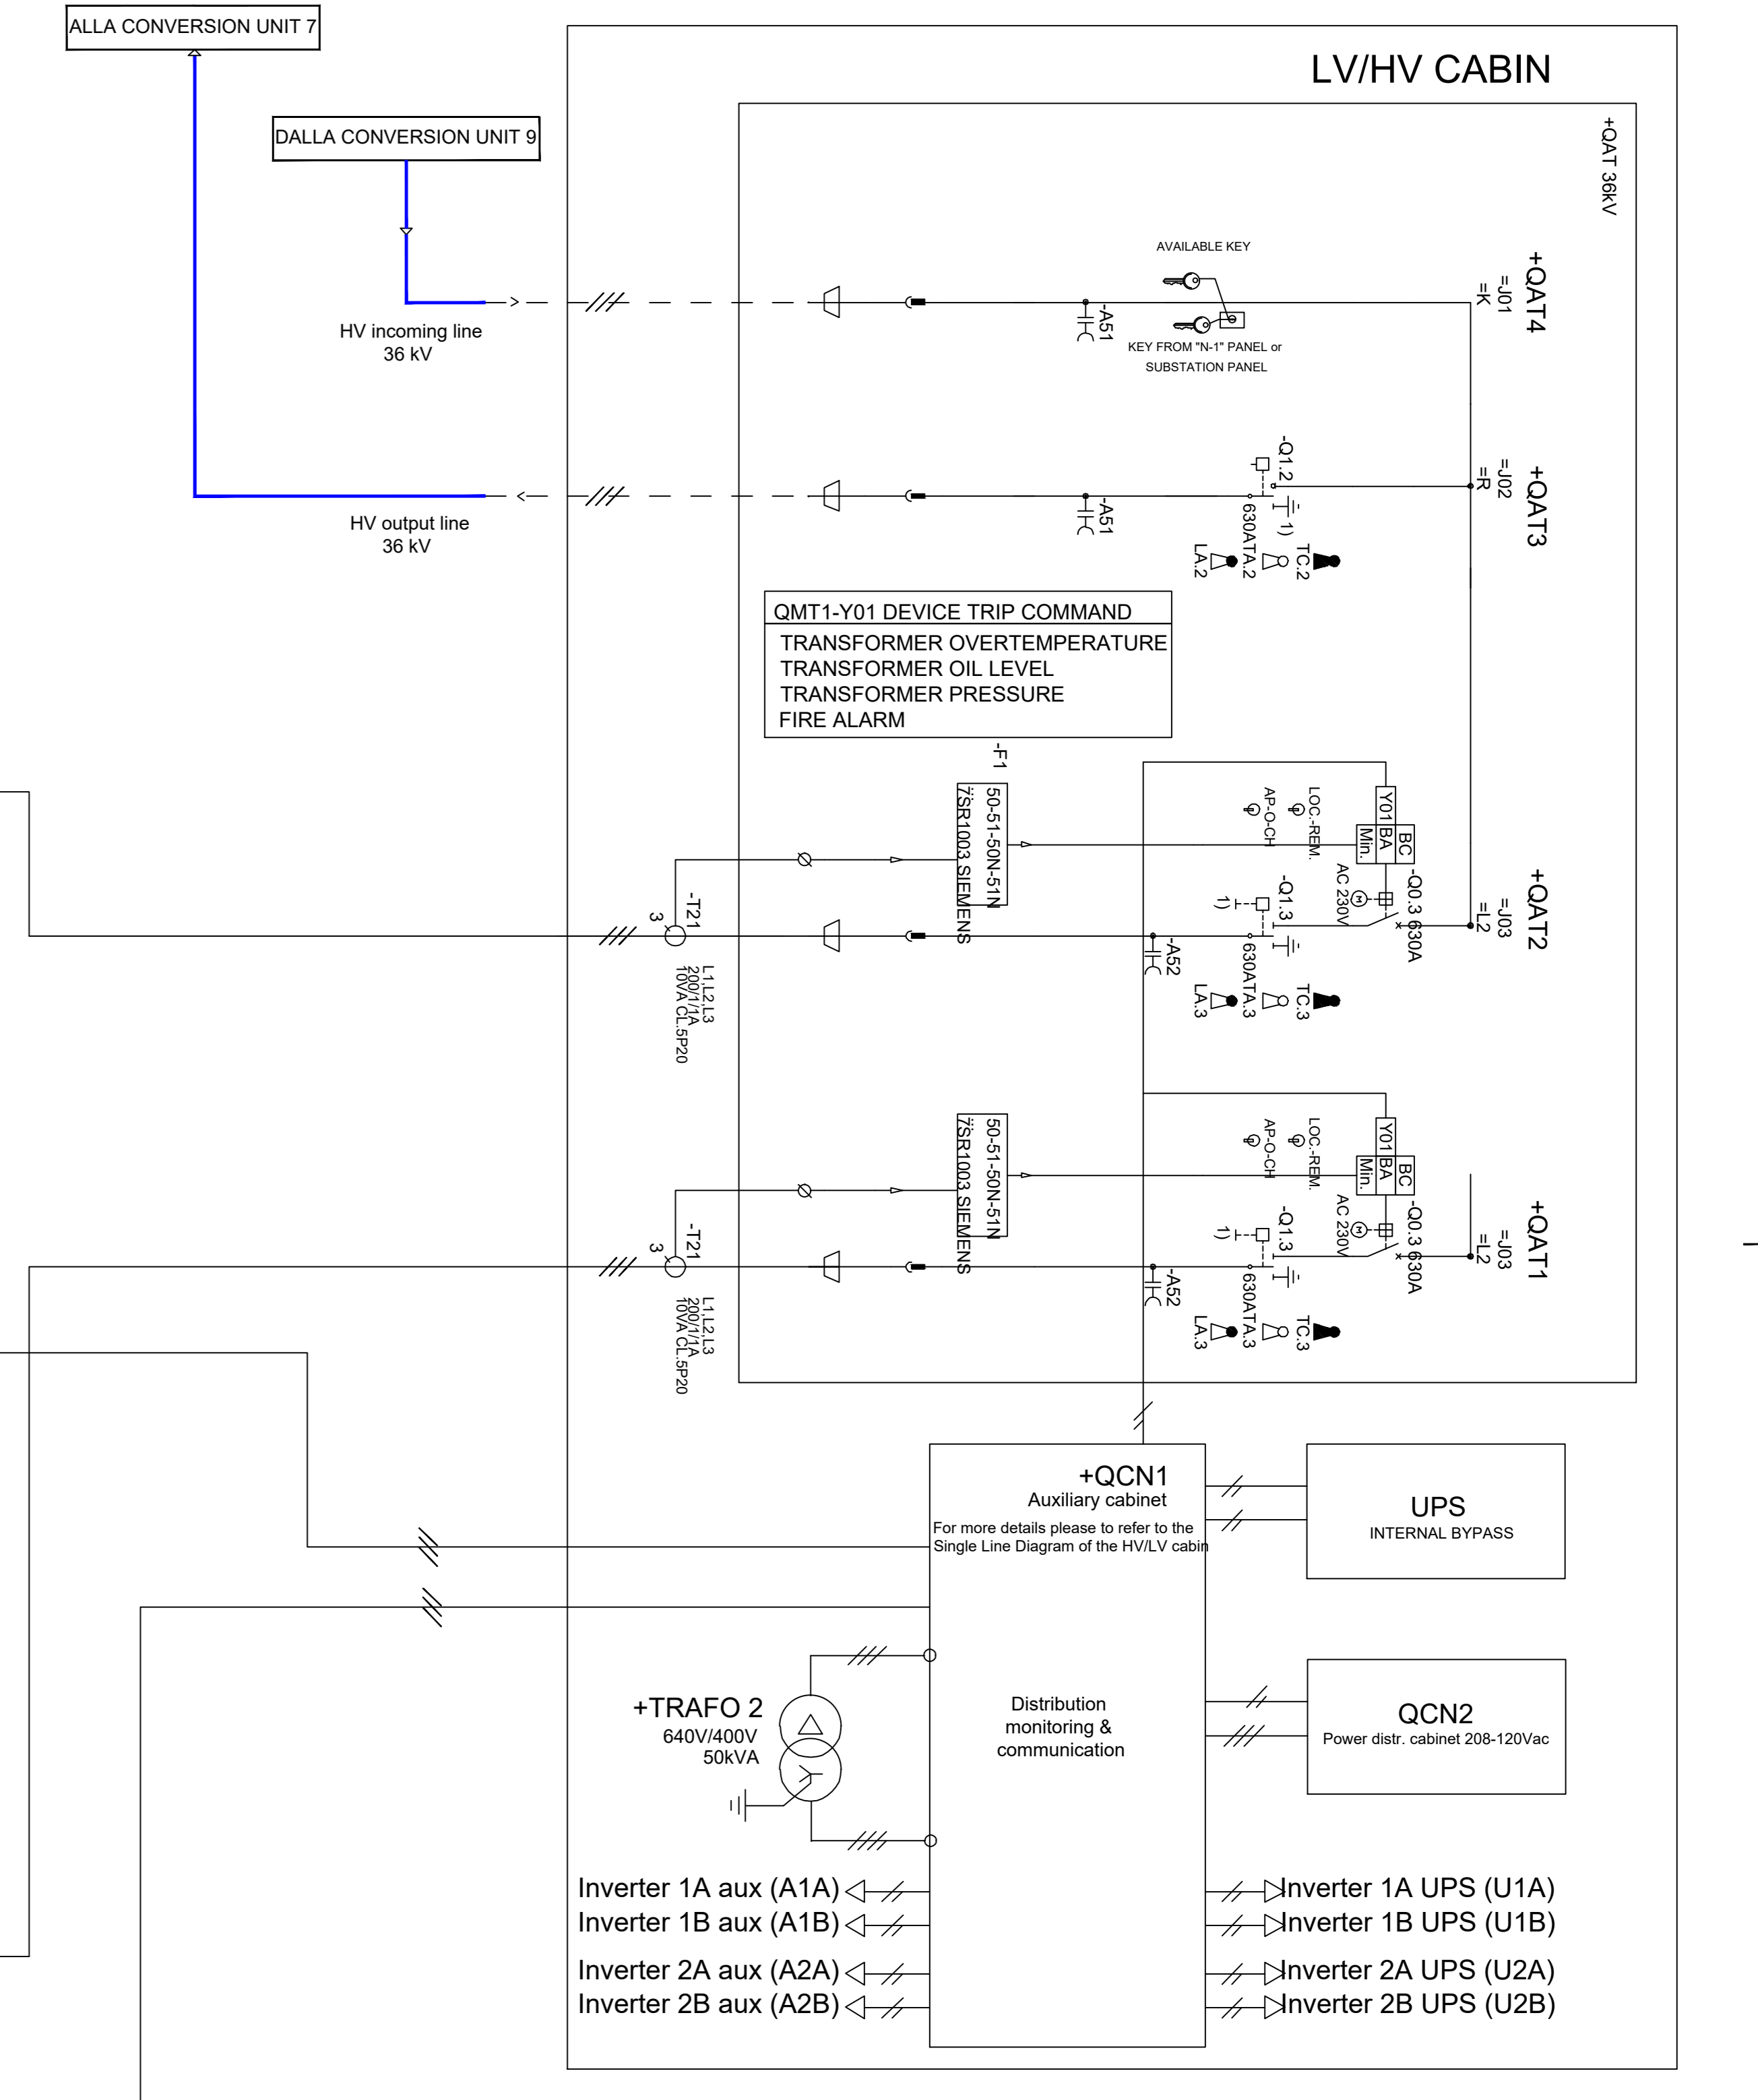 ALLA CONVERSION UNIT 7
DALLA CONVERSION UNIT 9
LV/HV CABIN
+QAT 36kV
HV incoming line
36 kV
AVAILABLE KEY
KEY FROM "N-1" PANEL or
SUBSTATION PANEL
-A51
+QAT4
=J01
=K
HV output line
36 kV
-A51
-Q1.2
1)
630A
TA.2
LA.2
TC.2
+QAT3
=J02
=R
QMT1-Y01 DEVICE TRIP COMMAND
TRANSFORMER OVERTEMPERATURE
TRANSFORMER OIL LEVEL
TRANSFORMER PRESSURE
FIRE ALARM
-F1
50-51-50N-51N
7SR1003 SIEMENS
AP-O-CH
LOC.-REM.
Y01
BA
BC
Min.
M
AC 230V
-Q0.3 630A
-Q1.3
1)
630A
TA.3
LA.3
TC.3
-A52
-T21
3
L1,L2,L3
200/1/1A
10VA CL.5P20
+QAT2
=J03
=L2
50-51-50N-51N
7SR1003 SIEMENS
AP-O-CH
LOC.-REM.
Y01
BA
BC
Min.
M
AC 230V
-Q0.3 630A
-Q1.3
1)
630A
TA.3
LA.3
TC.3
-A52
-T21
3
L1,L2,L3
200/1/1A
10VA CL.5P20
+QAT1
=J03
=L2
+QCN1
Auxiliary cabinet
For more details please to refer to the
Single Line Diagram of the HV/LV cabin
UPS
INTERNAL BYPASS
+TRAFO 2
640V/400V
50kVA
Distribution
monitoring &
communication
QCN2
Power distr. cabinet 208-120Vac
Inverter 1A aux (A1A)
Inverter 1B aux (A1B)
Inverter 2A aux (A2A)
Inverter 2B aux (A2B)
Inverter 1A UPS (U1A)
Inverter 1B UPS (U1B)
Inverter 2A UPS (U2A)
Inverter 2B UPS (U2B)